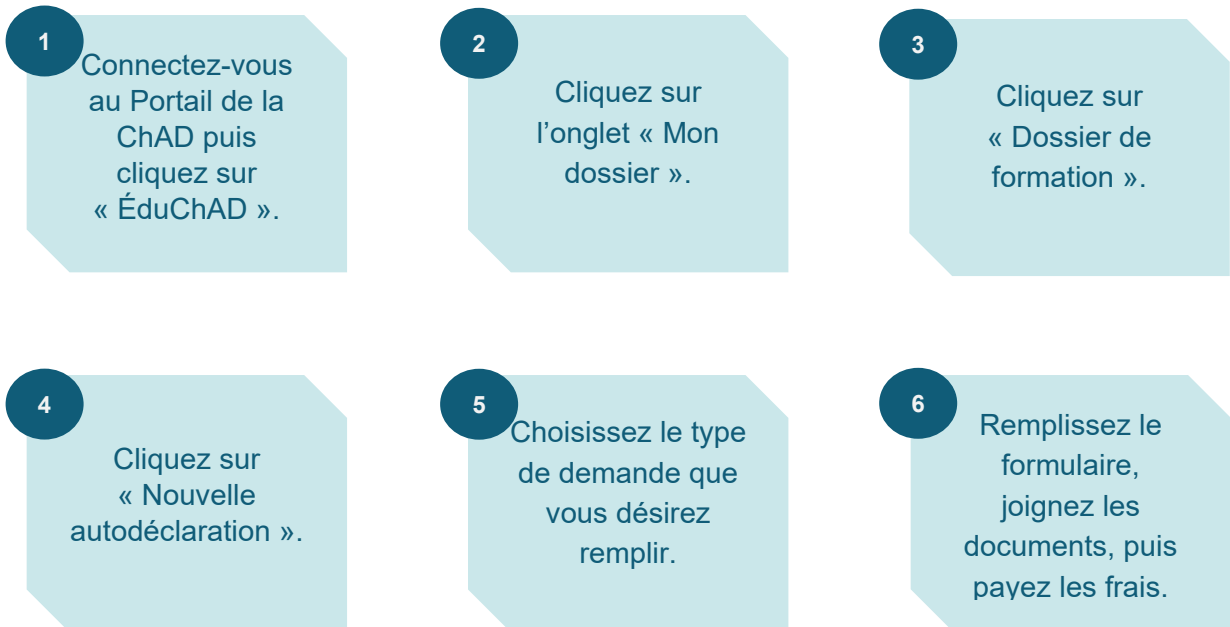 1
Connectez-vous
au Portail de la
ChAD puis
cliquez sur
« ÉduChAD ».
2
Cliquez sur
l’onglet « Mon
dossier ».
3
Cliquez sur
« Dossier de
formation ».
4
Cliquez sur
« Nouvelle
autodéclaration ».
5
Choisissez le type
de demande que
vous désirez
remplir.
6
Remplissez le
formulaire,
joignez les
documents, puis
payez les frais.